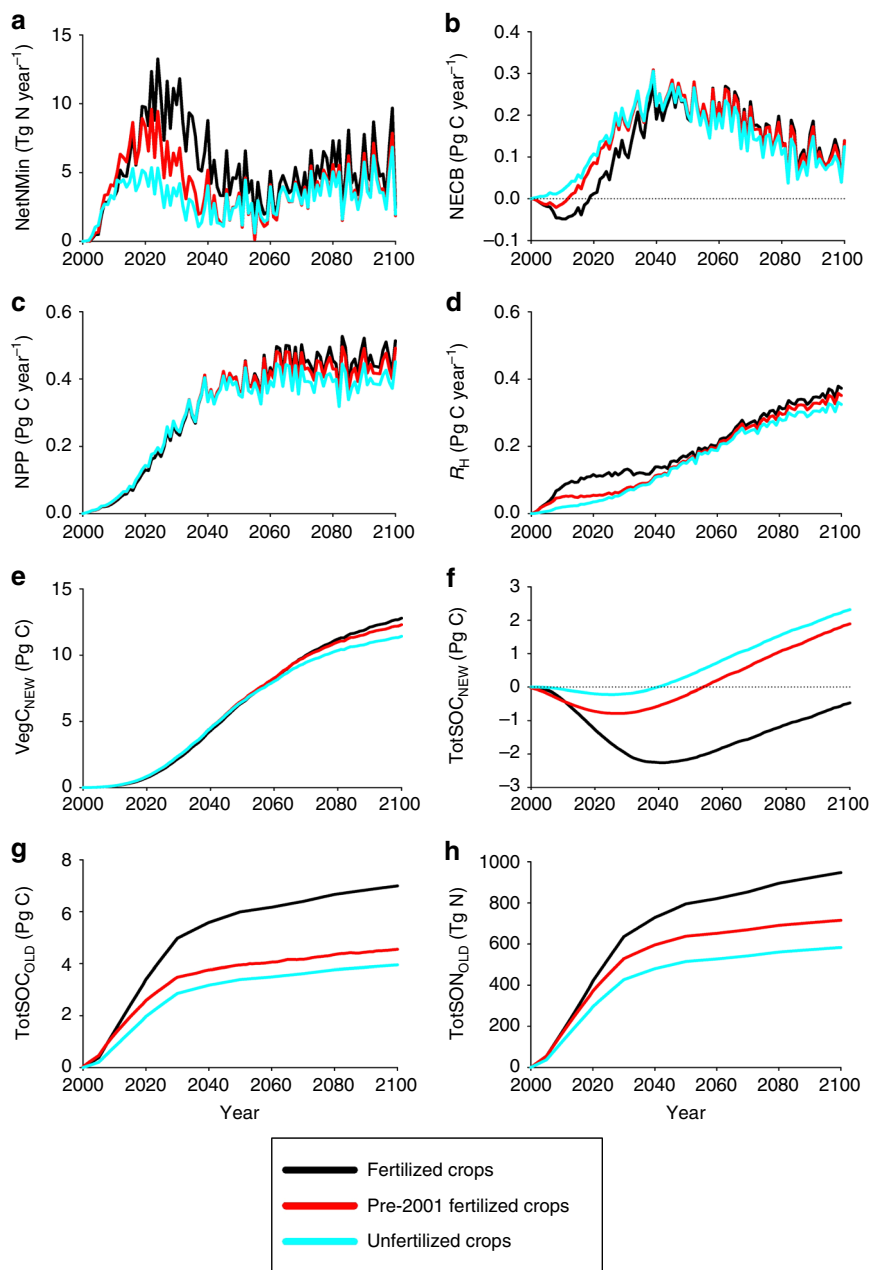 a
NetNMin (Tg N year⁻¹)
15
10
5
0
2000 2020 2040 2060 2080 2100
b
NECB (Pg C year⁻¹)
0.4
0.3
0.2
0.1
0.0
−0.1
2000 2020 2040 2060 2080 2100
c
NPP (Pg C year⁻¹)
0.6
0.4
0.2
0.0
2000 2020 2040 2060 2080 2100
d
R_H (Pg C year⁻¹)
0.6
0.4
0.2
0.0
2000 2020 2040 2060 2080 2100
e
VegC_NEW (Pg C)
15
10
5
0
2000 2020 2040 2060 2080 2100
f
TotSOC_NEW (Pg C)
3
2
1
0
−1
−2
−3
2000 2020 2040 2060 2080 2100
g
TotSOC_OLD (Pg C)
8
6
4
2
0
2000 2020 2040 2060 2080 2100
Year
h
TotSON_OLD (Tg N)
1000
800
600
400
200
0
2000 2020 2040 2060 2080 2100
Year
Fertilized crops
Pre-2001 fertilized crops
Unfertilized crops